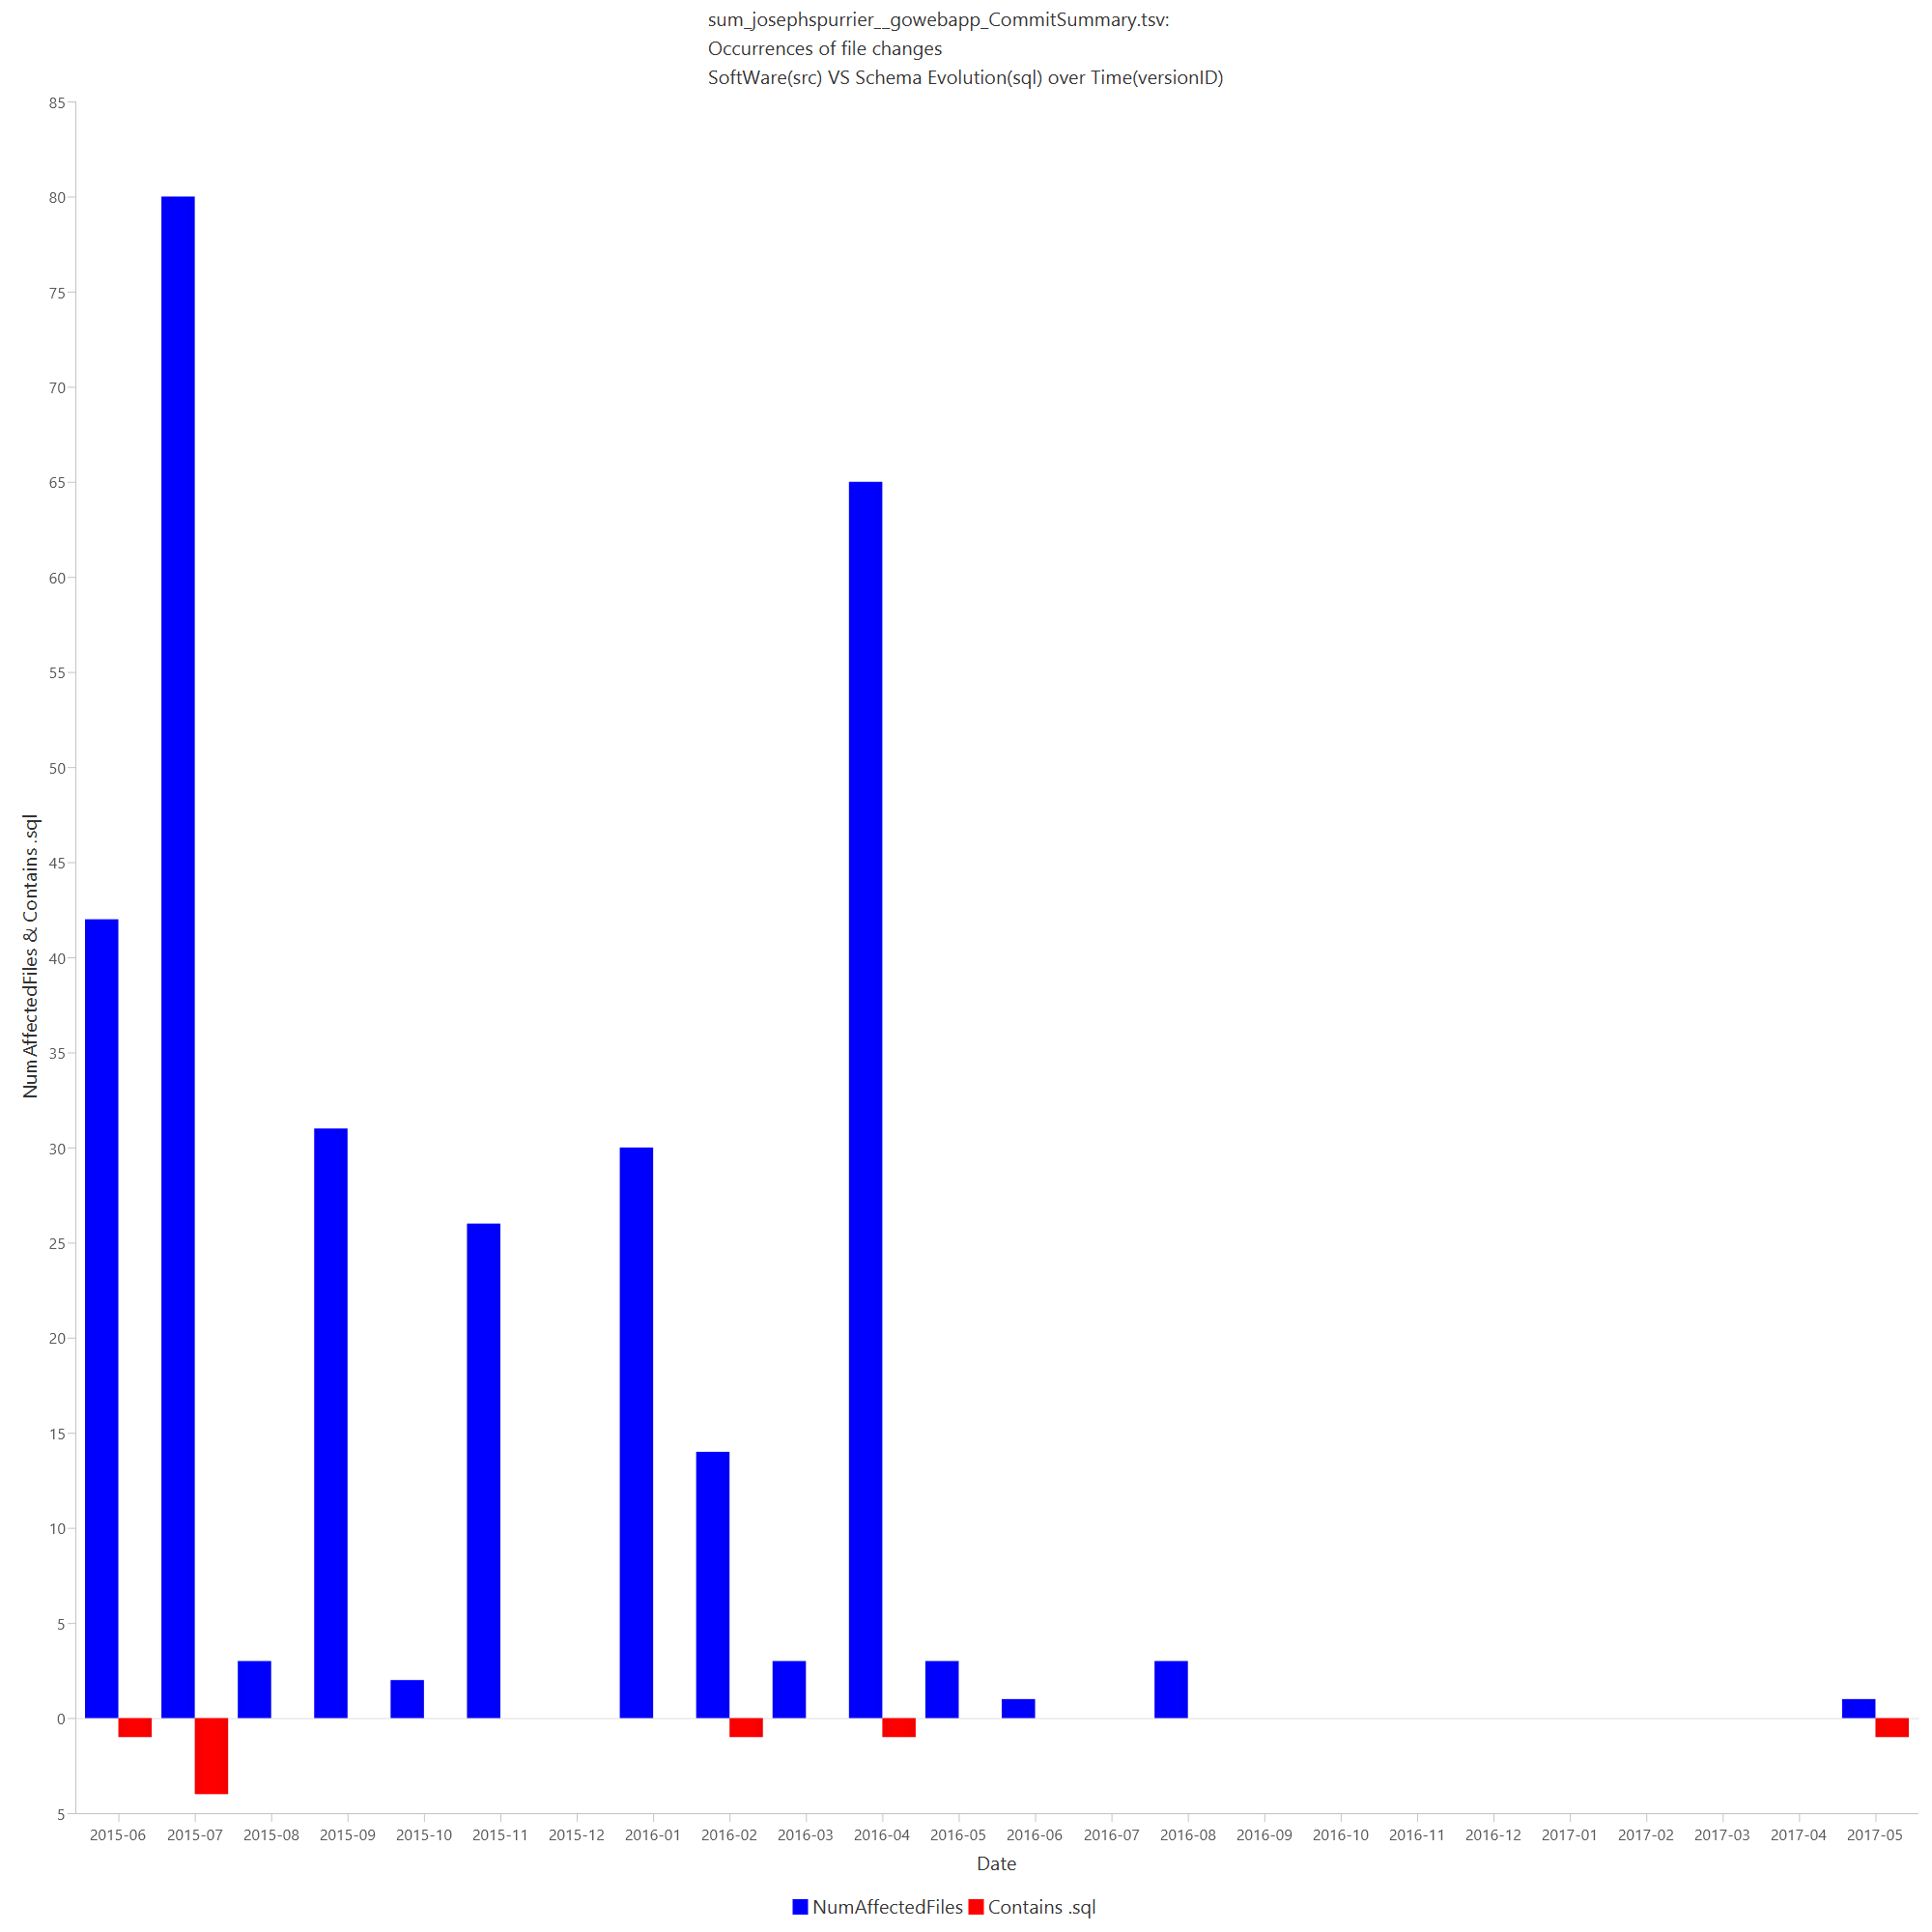 sum_josephspurrier__gowebapp_CommitSummary.tsv:
Occurrences of file changes
SoftWare(src) VS Schema Evolution(sql) over Time(versionID)
85
80
75
70
65
60
55
50
45
40
35
30
25
20
15
10
5
0
5
NumAffectedFiles & Contains .sql
2015-06 2015-07 2015-08 2015-09 2015-10 2015-11 2015-12 2016-01 2016-02 2016-03 2016-04 2016-05 2016-06 2016-07 2016-08 2016-09 2016-10 2016-11 2016-12 2017-01 2017-02 2017-03 2017-04 2017-05
Date
NumAffectedFiles Contains .sql